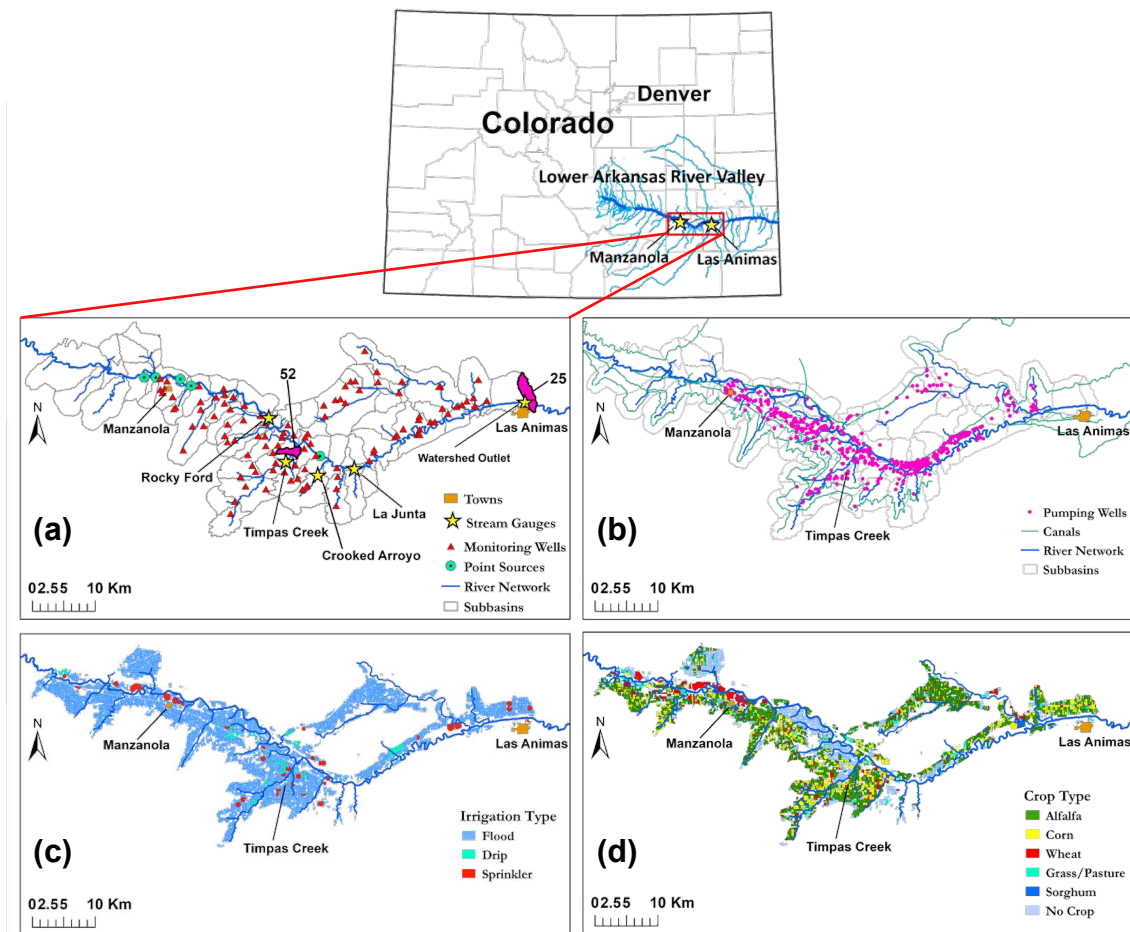 Denver
Colorado
Lower Arkansas River Valley
Manzanola
Las Animas
52
25
N
Manzanola
Las Animas
Watershed Outlet
Rocky Ford
La Junta
Timpas Creek
Crooked Arroyo
(a)
Towns
Stream Gauges
Monitoring Wells
Point Sources
River Network
Subbasins
02.55 10 Km
N
Manzanola
Las Animas
Timpas Creek
(b)
Pumping Wells
Canals
River Network
Subbasins
02.55 10 Km
N
Manzanola
Las Animas
Timpas Creek
(c)
Irrigation Type
Flood
Drip
Sprinkler
02.55 10 Km
N
Manzanola
Las Animas
Timpas Creek
(d)
Crop Type
Alfalfa
Corn
Wheat
Grass/Pasture
Sorghum
No Crop
02.55 10 Km